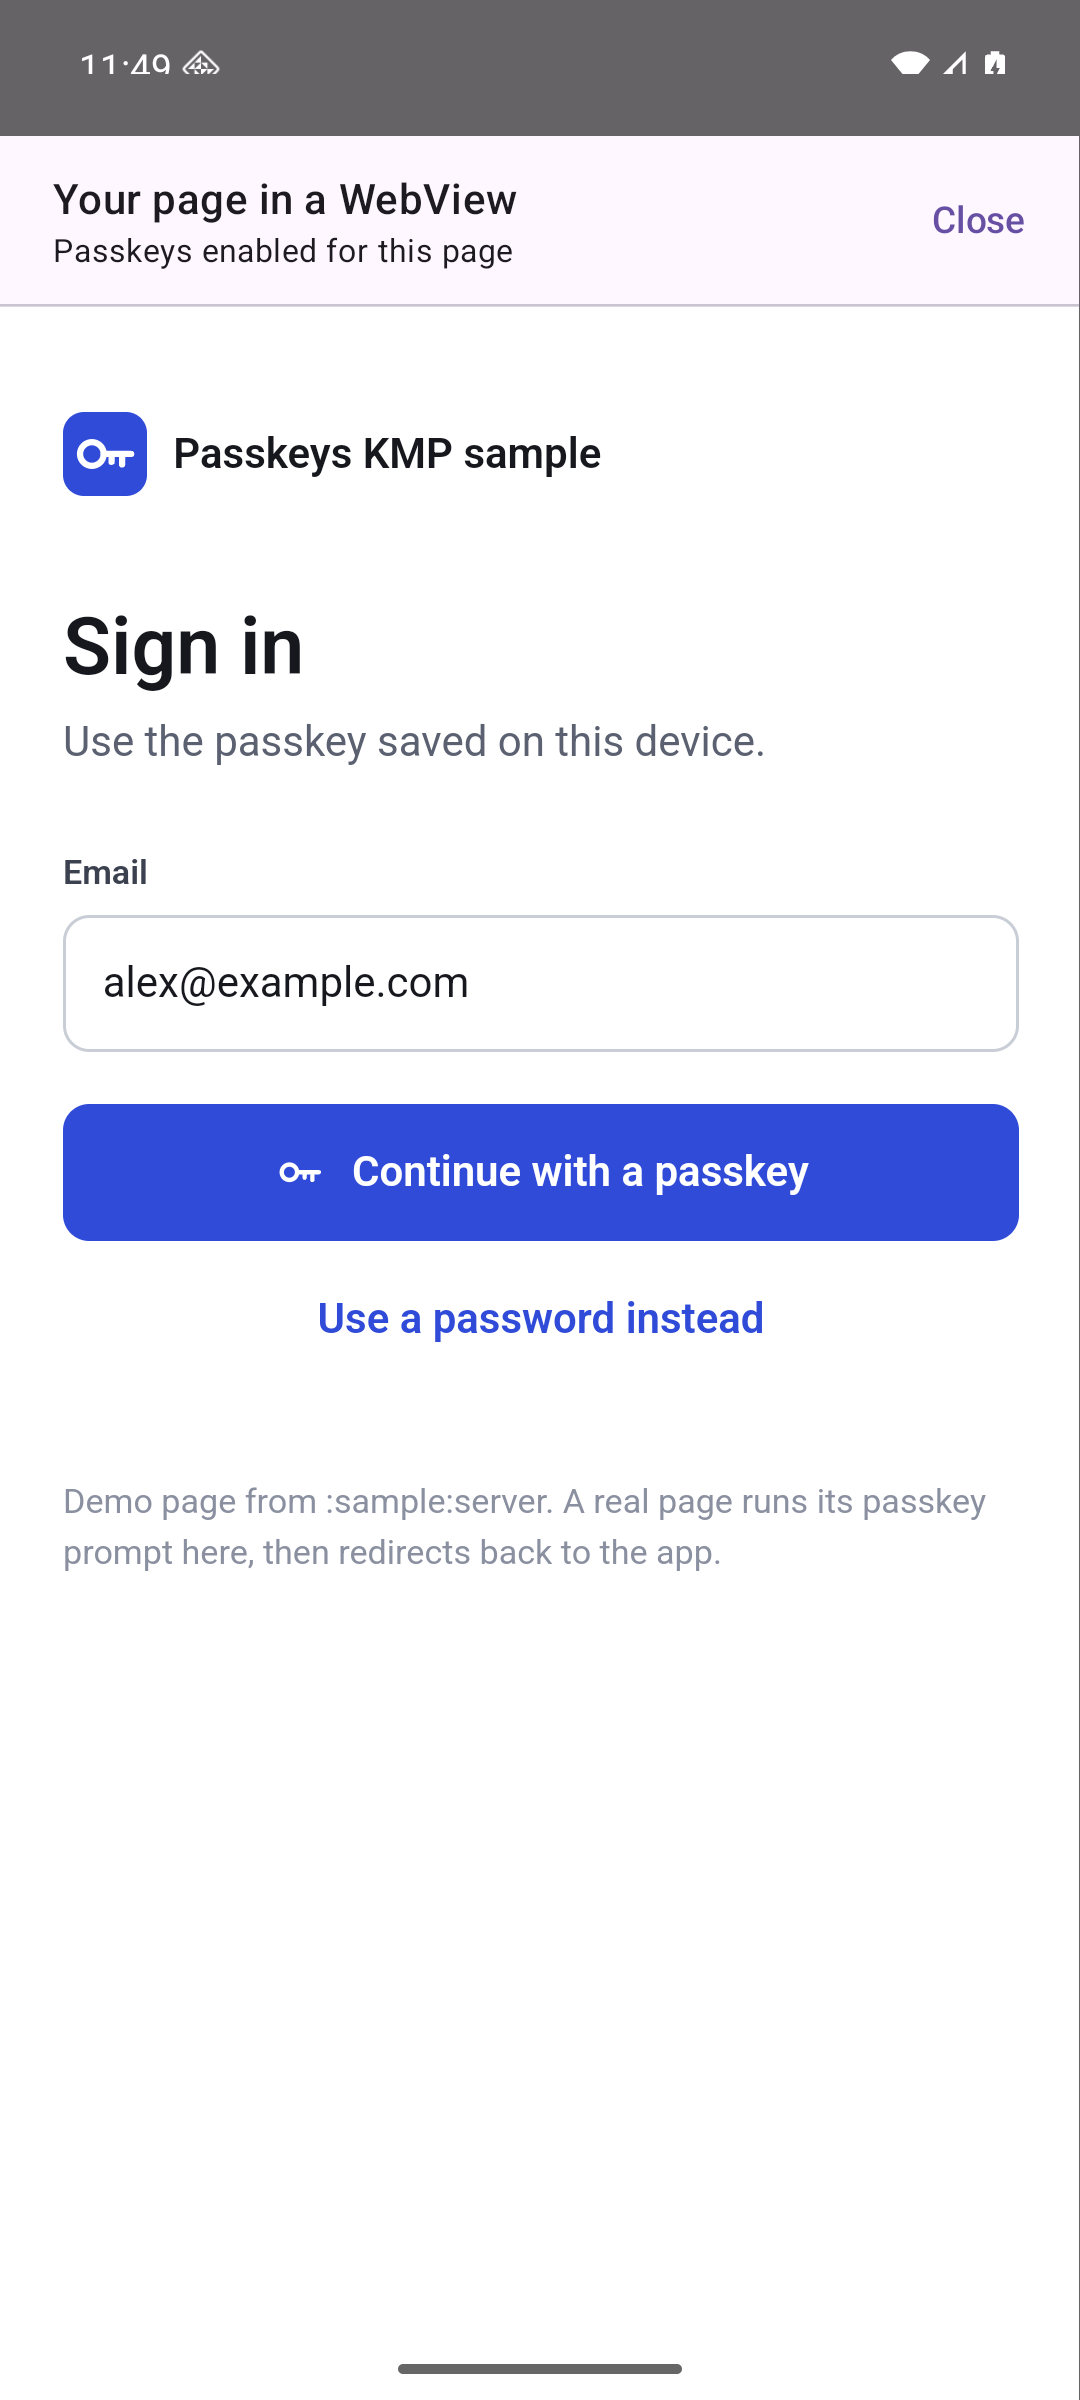 11:49
Your page in a WebView
Passkeys enabled for this page
Close
Passkeys KMP sample
Sign in
Use the passkey saved on this device.
Email
alex@example.com
Continue with a passkey
Use a password instead
Demo page from :sample:server. A real page runs its passkey
prompt here, then redirects back to the app.